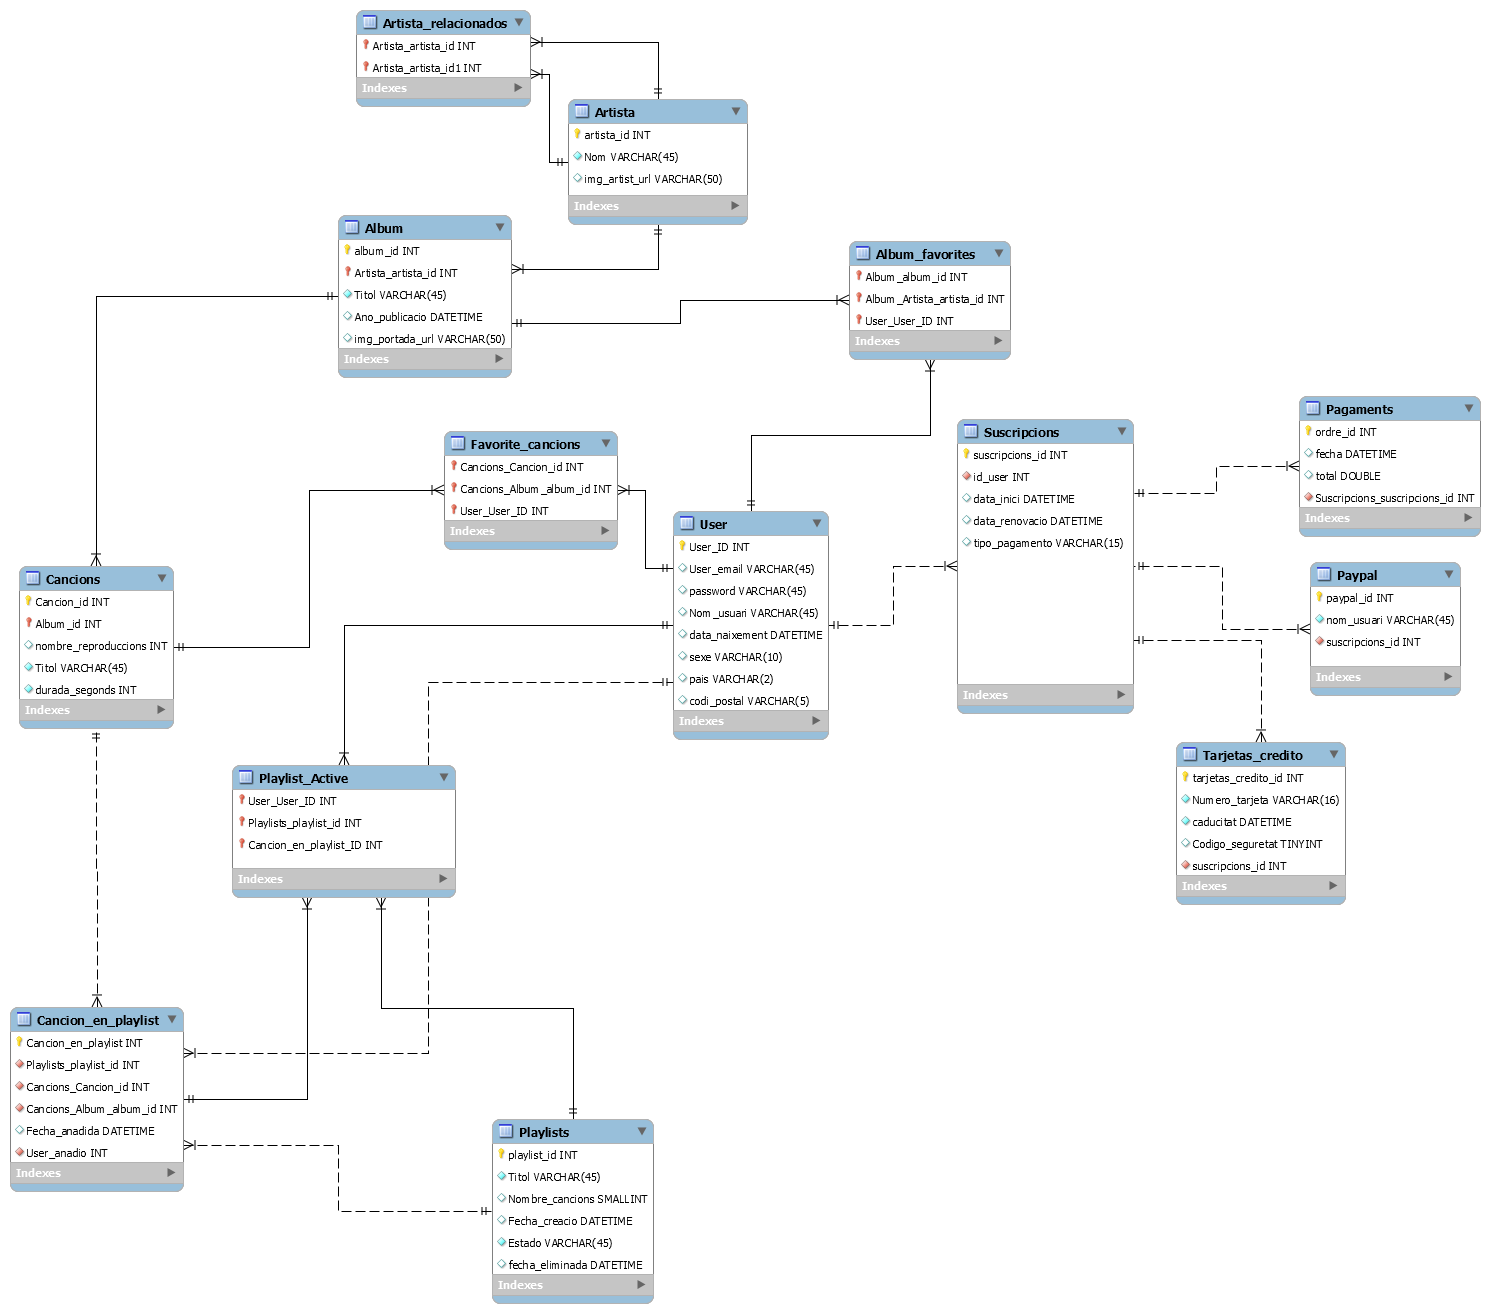 Artista_relacionados
Artista_artista_id INT
Artista_artista_id1 INT
Indexes
Artista
artista_id INT
Nom VARCHAR(45)
img_artist_url VARCHAR(50)
Indexes
Album
album_id INT
Artista_artista_id INT
Titol VARCHAR(45)
Ano_publicacio DATETIME
img_portada_url VARCHAR(50)
Indexes
Album_favorites
Album_album_id INT
Album_Artista_artista_id INT
User_User_ID INT
Indexes
Favorite_cancions
Cancions_Cancion_id INT
Cancions_Album_album_id INT
User_User_ID INT
Indexes
Suscripcions
suscripcions_id INT
id_user INT
data_inici DATETIME
data_renovacio DATETIME
tipo_pagamento VARCHAR(15)
Indexes
Pagaments
ordre_id INT
fecha DATETIME
total DOUBLE
Suscripcions_suscripcions_id INT
Indexes
User
User_ID INT
User_email VARCHAR(45)
password VARCHAR(45)
Nom_usuari VARCHAR(45)
data_naixement DATETIME
sexe VARCHAR(10)
pais VARCHAR(2)
codi_postal VARCHAR(5)
Indexes
Paypal
paypal_id INT
nom_usuari VARCHAR(45)
suscripcions_id INT
Indexes
Cancions
Cancion_id INT
Album_id INT
nombre_reproduccions INT
Titol VARCHAR(45)
durada_segonds INT
Indexes
Tarjetas_credito
tarjetas_credito_id INT
Numero_tarjeta VARCHAR(16)
caducitat DATETIME
Codigo_seguretat TINYINT
suscripcions_id INT
Indexes
Playlist_Active
User_User_ID INT
Playlists_playlist_id INT
Cancion_en_playlist_ID INT
Indexes
Cancion_en_playlist
Cancion_en_playlist INT
Playlists_playlist_id INT
Cancions_Cancion_id INT
Cancions_Album_album_id INT
Fecha_anadida DATETIME
User_anadio INT
Indexes
Playlists
playlist_id INT
Titol VARCHAR(45)
Nombre_cancions SMALLINT
Fecha_creacio DATETIME
Estado VARCHAR(45)
fecha_eliminada DATETIME
Indexes